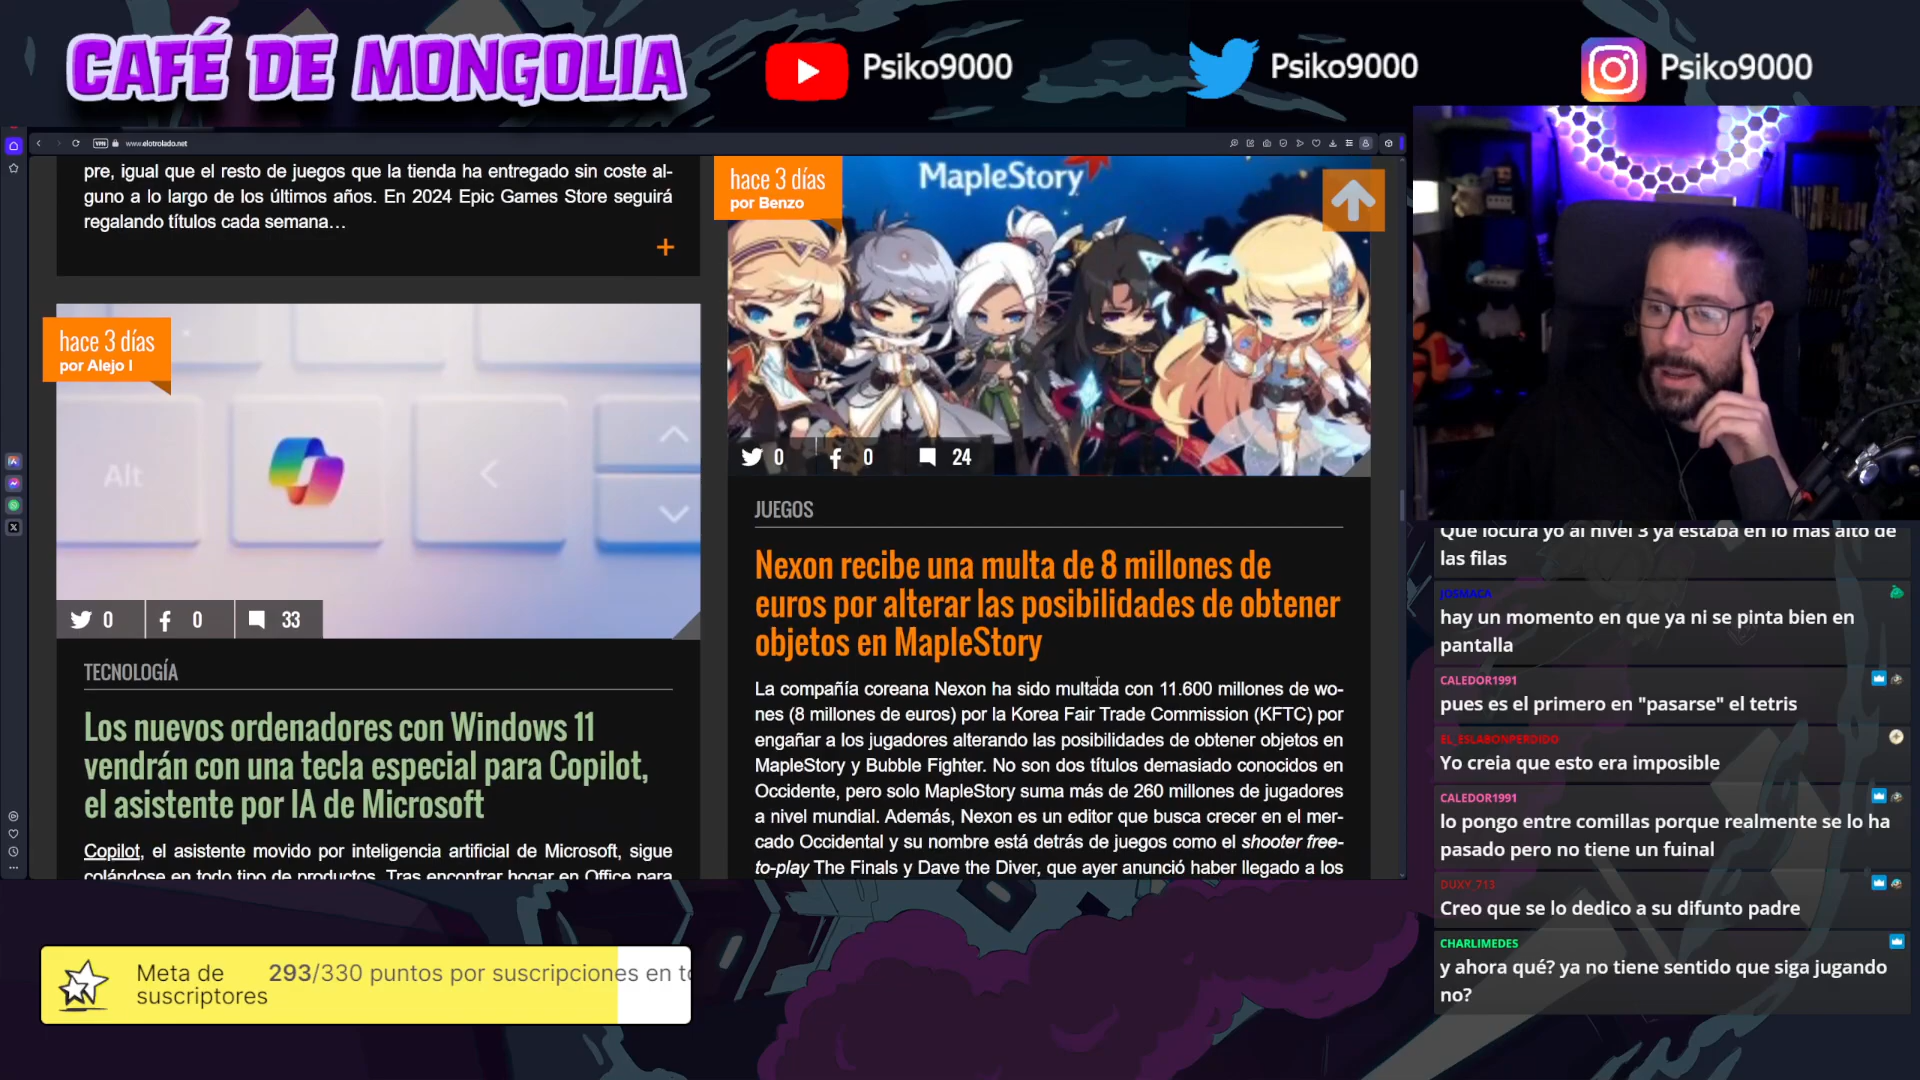 CAFÉ DE MONGOLIA
Psiko9000
Psiko9000
Psiko9000
VPN
www.elotrolado.net
pre, igual que el resto de juegos que la tienda ha entregado sin coste al-
guno a lo largo de los últimos años. En 2024 Epic Games Store seguirá
regalando títulos cada semana…
+
hace 3 días
por Alejo I
Alt
0
0
33
TECNOLOGÍA
Los nuevos ordenadores con Windows 11
vendrán con una tecla especial para Copilot,
el asistente por IA de Microsoft
Copilot, el asistente movido por inteligencia artificial de Microsoft, sigue
colándose en todo tipo de productos. Tras encontrar hogar en Office para
hace 3 días
por Benzo
MapleStory
0
0
24
JUEGOS
Nexon recibe una multa de 8 millones de
euros por alterar las posibilidades de obtener
objetos en MapleStory
La compañía coreana Nexon ha sido multada con 11.600 millones de wo-
nes (8 millones de euros) por la Korea Fair Trade Commission (KFTC) por
engañar a los jugadores alterando las posibilidades de obtener objetos en
MapleStory y Bubble Fighter. No son dos títulos demasiado conocidos en
Occidente, pero solo MapleStory suma más de 260 millones de jugadores
a nivel mundial. Además, Nexon es un editor que busca crecer en el mer-
cado Occidental y su nombre está detrás de juegos como el shooter free-
to-play The Finals y Dave the Diver, que ayer anunció haber llegado a los
Que locura yo al nivel 3 ya estaba en lo mas alto de
las filas
JOSMACA
hay un momento en que ya ni se pinta bien en
pantalla
CALEDOR1991
pues es el primero en "pasarse" el tetris
EL_ESLABONPERDIDO
Yo creia que esto era imposible
CALEDOR1991
lo pongo entre comillas porque realmente se lo ha
pasado pero no tiene un fuinal
DUXY_713
Creo que se lo dedico a su difunto padre
CHARLIMEDES
y ahora qué? ya no tiene sentido que siga jugando
no?
Meta de
suscriptores
293/330 puntos por suscripciones en to